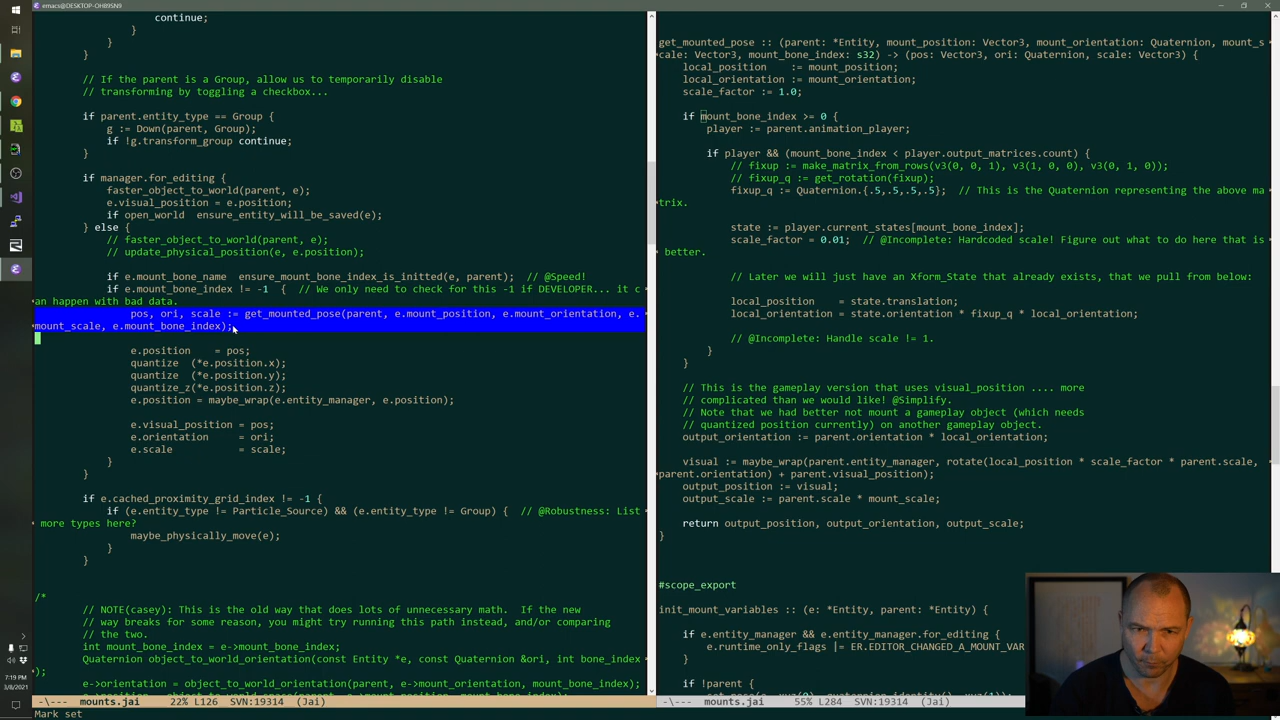 emacs@DESKTOP-OH89SN9
continue;
}
}
}
// If the parent is a Group, allow us to temporarily disable
// transforming by toggling a checkbox...
if parent.entity_type == Group {
g := Down(parent, Group);
if !g.transform_group continue;
}
if manager.for_editing {
faster_object_to_world(parent, e);
e.visual_position = e.position;
if open_world  ensure_entity_will_be_saved(e);
} else {
// faster_object_to_world(parent, e);
// update_physical_position(e, e.position);
if e.mount_bone_name  ensure_mount_bone_index_is_initted(e, parent);  // @Speed!
if e.mount_bone_index != -1  {  // We only need to check for this -1 if DEVELOPER... it c
an happen with bad data.
pos, ori, scale := get_mounted_pose(parent, e.mount_position, e.mount_orientation, e.
mount_scale, e.mount_bone_index);
e.position    = pos;
quantize  (*e.position.x);
quantize  (*e.position.y);
quantize_z(*e.position.z);
e.position = maybe_wrap(e.entity_manager, e.position);
e.visual_position = pos;
e.orientation     = ori;
e.scale           = scale;
}
}
if e.cached_proximity_grid_index != -1 {
if (e.entity_type != Particle_Source) && (e.entity_type != Group) {  // @Robustness: List
more types here?
maybe_physically_move(e);
}
}
/*
// NOTE(casey): This is the old way that does lots of unnecessary math.  If the new
// way breaks for some reason, you might try running this path instead, and/or comparing
// the two.
int mount_bone_index = e->mount_bone_index;
Quaternion object_to_world_orientation(const Entity *e, const Quaternion &ori, int bone_index
);
e->orientation = object_to_world_orientation(parent, e->mount_orientation, mount_bone_index);
-\---  mounts.jai    22% L126   SVN:19314  (Jai)
Mark set
get_mounted_pose :: (parent: *Entity, mount_position: Vector3, mount_orientation: Quaternion, mount_s
cale: Vector3, mount_bone_index: s32) -> (pos: Vector3, ori: Quaternion, scale: Vector3) {
local_position    := mount_position;
local_orientation := mount_orientation;
scale_factor := 1.0;
if mount_bone_index >= 0 {
player := parent.animation_player;
if player && (mount_bone_index < player.output_matrices.count) {
// fixup := make_matrix_from_rows(v3(0, 0, 1), v3(1, 0, 0), v3(0, 1, 0));
// fixup_q := get_rotation(fixup);
fixup_q := Quaternion.{.5,.5,.5,.5};  // This is the Quaternion representing the above ma
trix.
state := player.current_states[mount_bone_index];
scale_factor = 0.01;  // @Incomplete: Hardcoded scale! Figure out what to do here that is
better.
// Later we will just have an Xform_State that already exists, that we pull from below:
local_position    = state.translation;
local_orientation = state.orientation * fixup_q * local_orientation;
// @Incomplete: Handle scale != 1.
}
}
// This is the gameplay version that uses visual_position .... more
// complicated than we would like! @Simplify.
// Note that we had better not mount a gameplay object (which needs
// quantized position currently) on another gameplay object.
output_orientation := parent.orientation * local_orientation;
visual := maybe_wrap(parent.entity_manager, rotate(local_position * scale_factor * parent.scale,
parent.orientation) + parent.visual_position);
output_position := visual;
output_scale := parent.scale * mount_scale;
return output_position, output_orientation, output_scale;
}
#scope_export
init_mount_variables :: (e: *Entity, parent: *Entity) {
if e.entity_manager && e.entity_manager.for_editing {
e.runtime_only_flags |= ER.EDITOR_CHANGED_A_MOUNT_VAR
}
if !parent {
-\---  mounts.jai    55% L284   SVN:19314  (Jai)
7:19 PM
3/8/2021